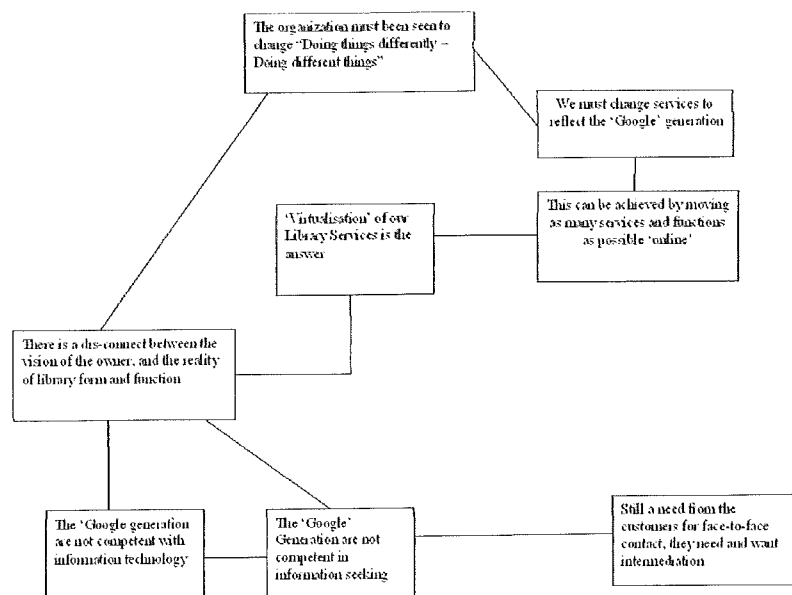 The organization must been seen to
change “Doing things differently –
Doing different things”
We must change services to
reflect the ‘Google’ generation
This can be achieved by moving
as many services and functions
as possible ‘online’
‘Virtualisation’ of our
Library Services is the
answer
There is a dis-connect between the
vision of the owner, and the reality
of library form and function
The ‘Google generation
are not competent with
information technology
The ‘Google’
Generation are not
competent in
information seeking
Still a need from the
customers for face-to-face
contact, they need and want
intermediation